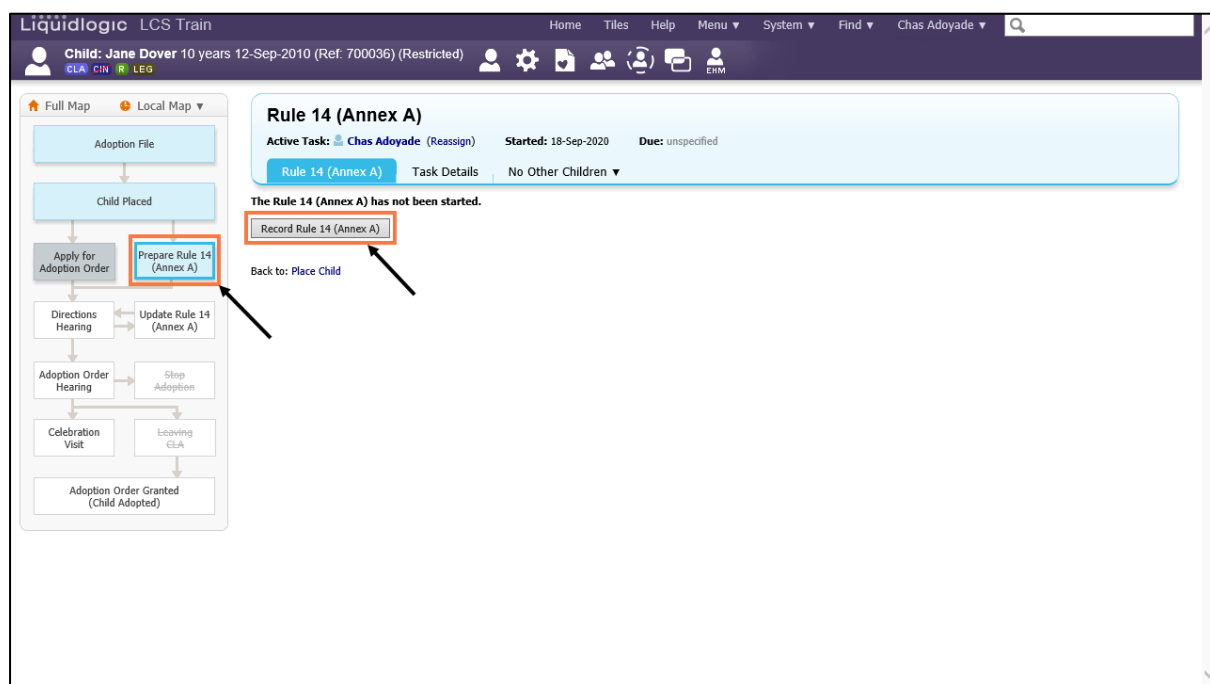 Liquidlogic LCS Train
Home Tiles Help Menu ▼ System ▼ Find ▼ Chas Adoyade ▼
Child: Jane Dover 10 years 12-Sep-2010 (Ref: 700036) (Restricted)
CLA CIN R LEG
EHM
Full Map Local Map ▼
Adoption File
Child Placed
Apply for
Adoption Order
Prepare Rule 14
(Annex A)
Directions
Hearing
Update Rule 14
(Annex A)
Adoption Order
Hearing
Stop
Adoption
Celebration
Visit
Leaving
CLA
Adoption Order Granted
(Child Adopted)
Rule 14 (Annex A)
Active Task: Chas Adoyade (Reassign) Started: 18-Sep-2020 Due: unspecified
Rule 14 (Annex A) Task Details No Other Children ▼
The Rule 14 (Annex A) has not been started.
Record Rule 14 (Annex A)
Back to: Place Child